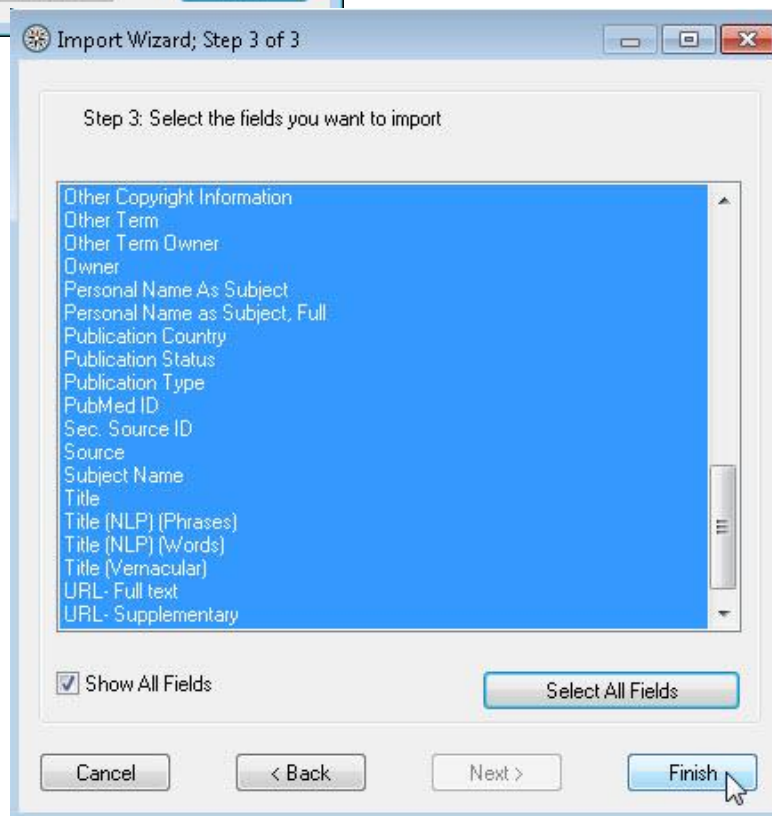 Import Wizard; Step 3 of 3
Step 3: Select the fields you want to import
Other Copyright Information
Other Term
Other Term Owner
Owner
Personal Name As Subject
Personal Name as Subject, Full
Publication Country
Publication Status
Publication Type
PubMed ID
Sec. Source ID
Source
Subject Name
Title
Title (NLP) (Phrases)
Title (NLP) (Words)
Title (Vernacular)
URL- Full text
URL- Supplementary
Show All Fields
Select All Fields
Cancel
< Back
Next >
Finish